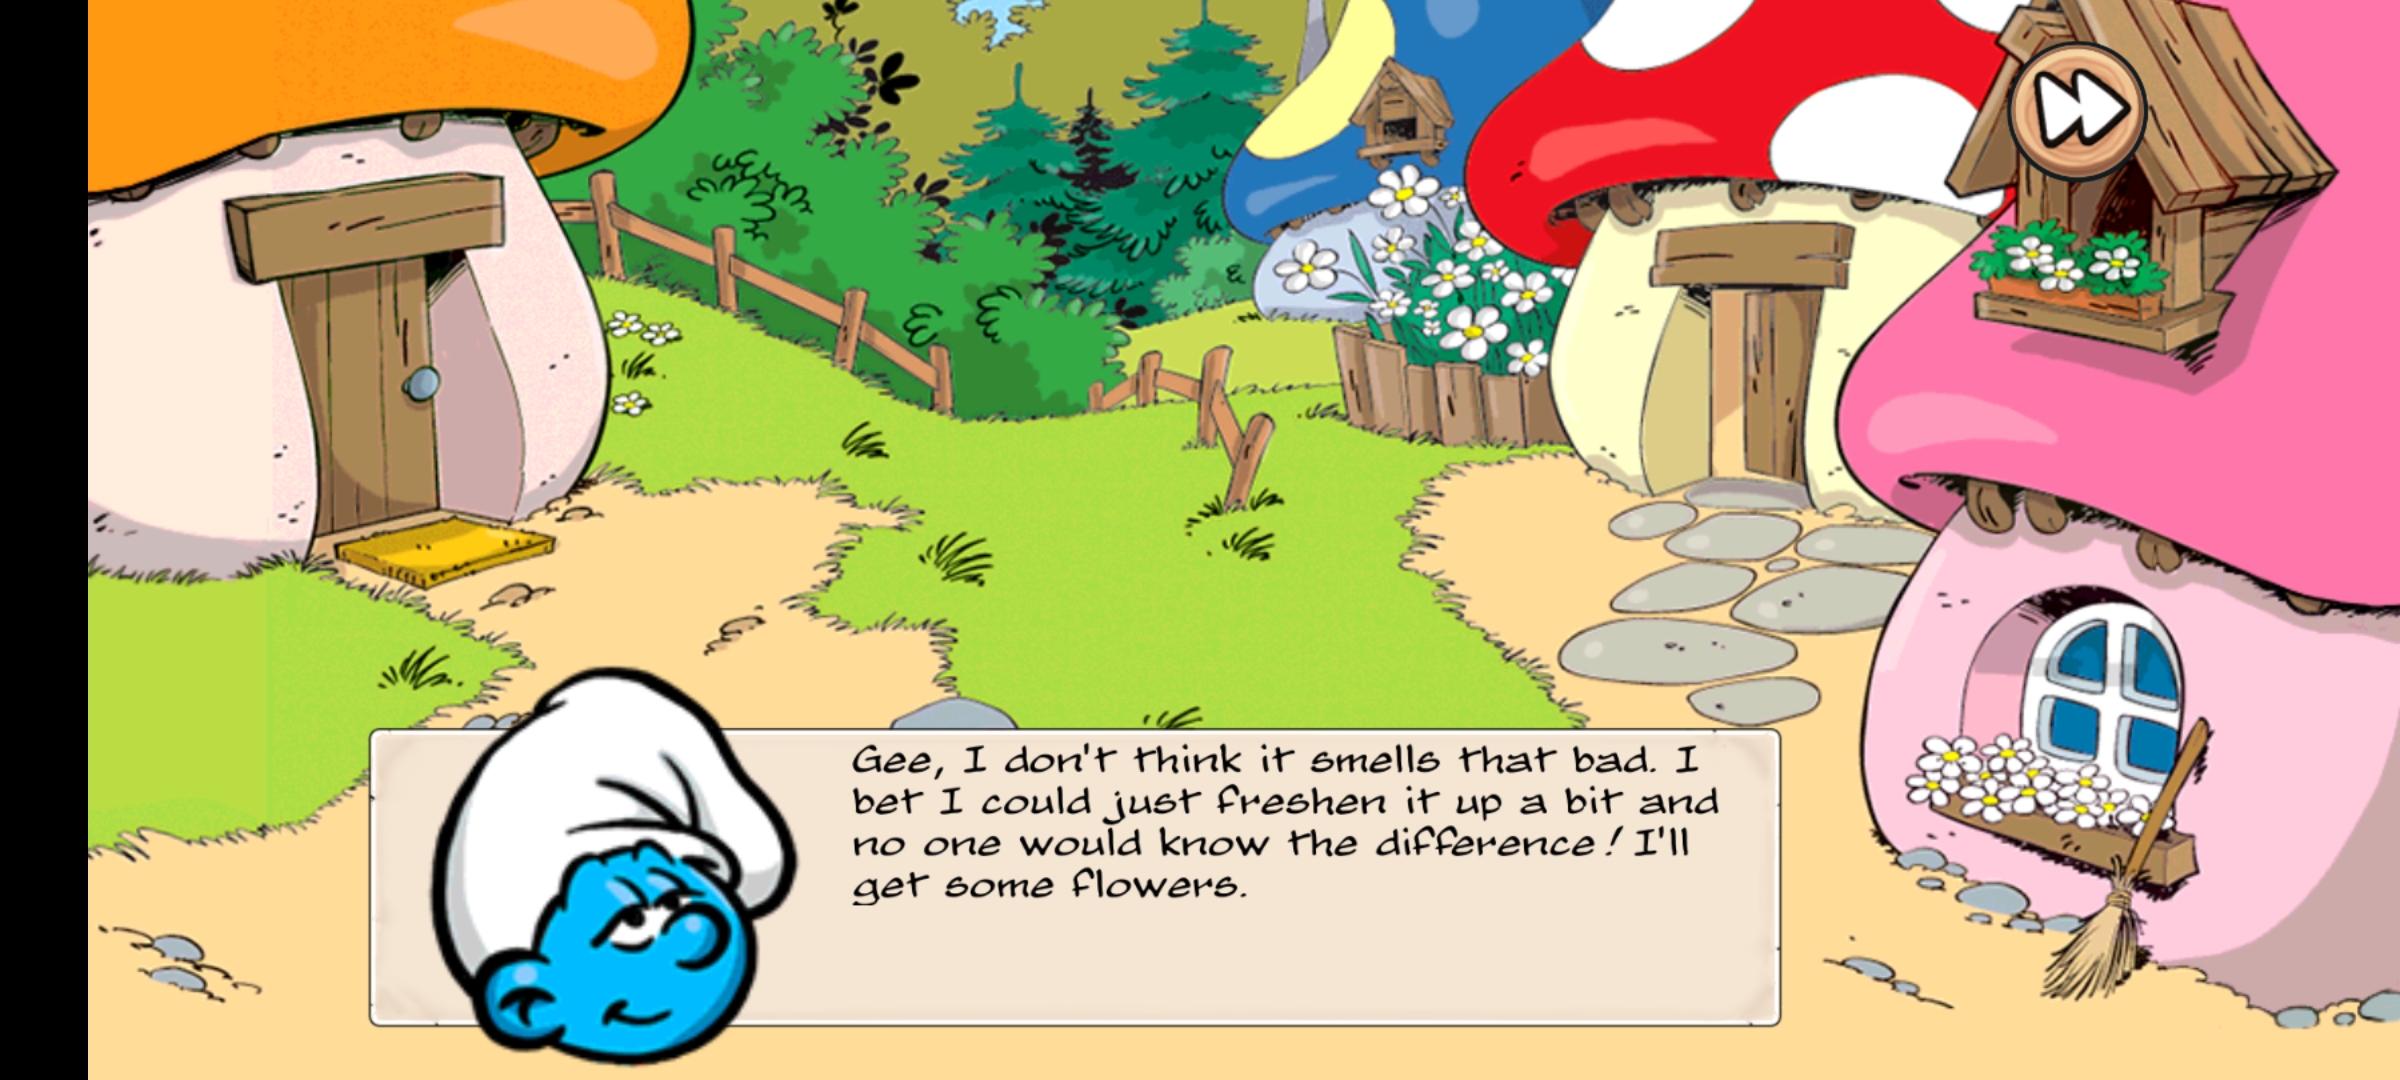 Gee, I don't think it smells that bad. I
bet I could just freshen it up a bit and
no one would know the difference! I'll
get some flowers.